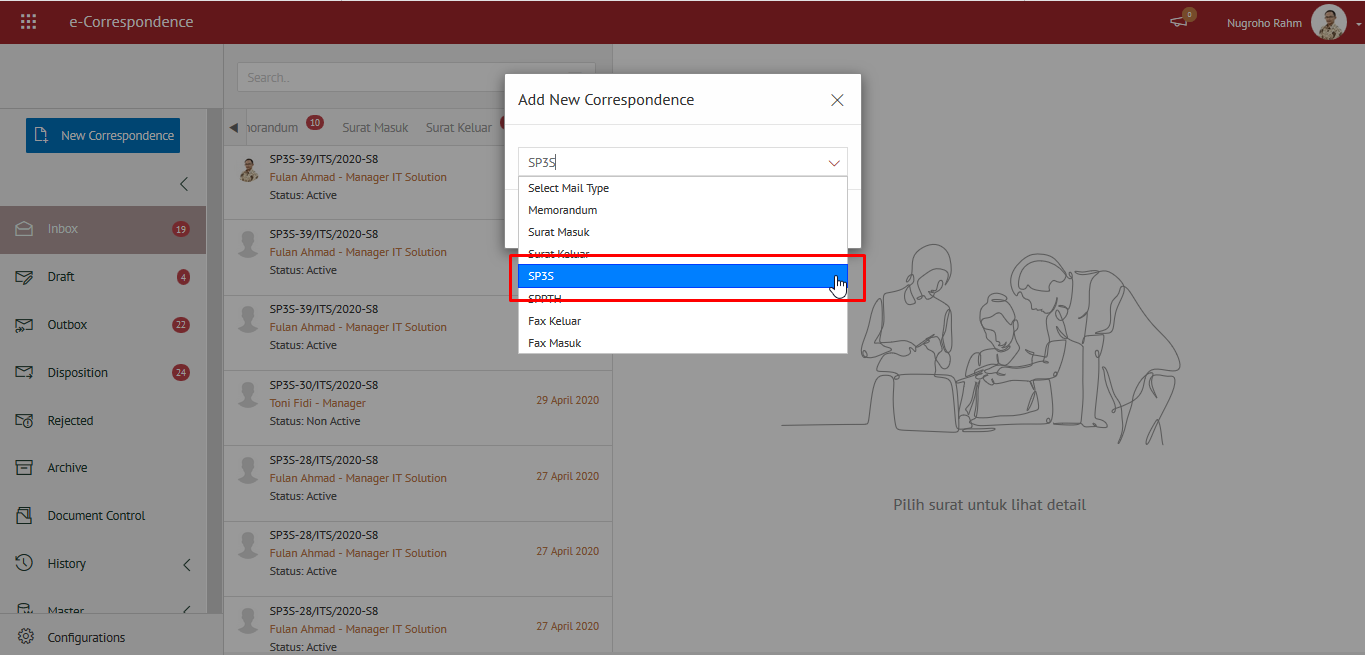 e-Correspondence
0
Nugroho Rahm
Search..
New Correspondence
Inbox 19
Draft 4
Outbox 22
Disposition 24
Rejected
Archive
Document Control
History
Master
Configurations
morandum 10 Surat Masuk Surat Keluar
SP3S-39/ITS/2020-S8
Fulan Ahmad - Manager IT Solution
Status: Active
SP3S-39/ITS/2020-S8
Fulan Ahmad - Manager IT Solution
Status: Active
SP3S-39/ITS/2020-S8
Fulan Ahmad - Manager IT Solution
Status: Active
SP3S-30/ITS/2020-S8
Toni Fidi - Manager 29 April 2020
Status: Non Active
SP3S-28/ITS/2020-S8
Fulan Ahmad - Manager IT Solution 27 April 2020
Status: Active
SP3S-28/ITS/2020-S8
Fulan Ahmad - Manager IT Solution 27 April 2020
Status: Active
SP3S-28/ITS/2020-S8
Fulan Ahmad - Manager IT Solution 27 April 2020
Status: Active
Add New Correspondence
SP3S
Select Mail Type
Memorandum
Surat Masuk
Surat Keluar
SP3S
SPPTH
Fax Keluar
Fax Masuk
Pilih surat untuk lihat detail